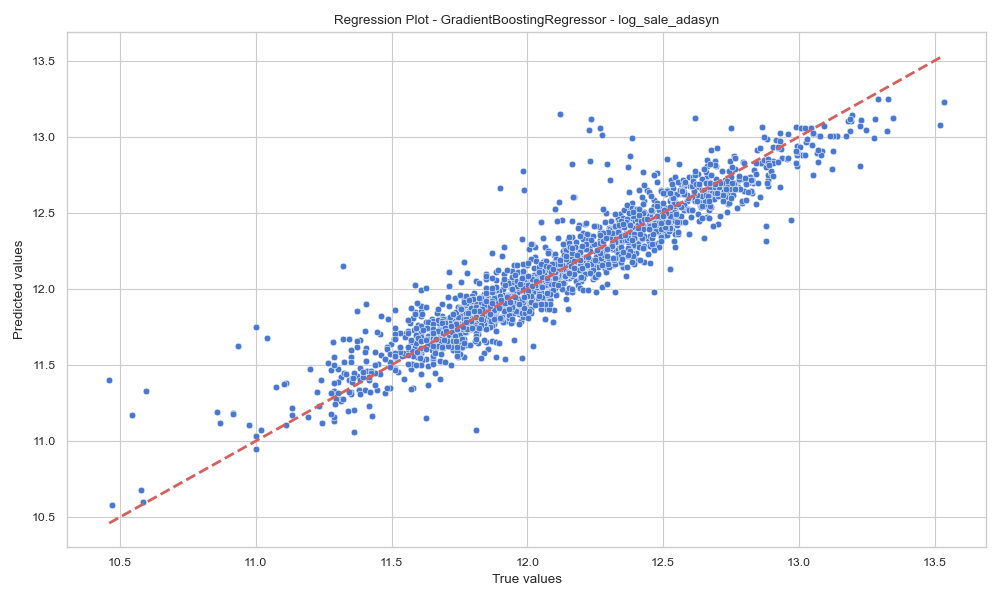 Regression Plot - GradientBoostingRegressor - log_sale_adasyn
13.5
13.0
12.5
12.0
11.5
11.0
10.5
Predicted values
10.5 11.0 11.5 12.0 12.5 13.0 13.5
True values